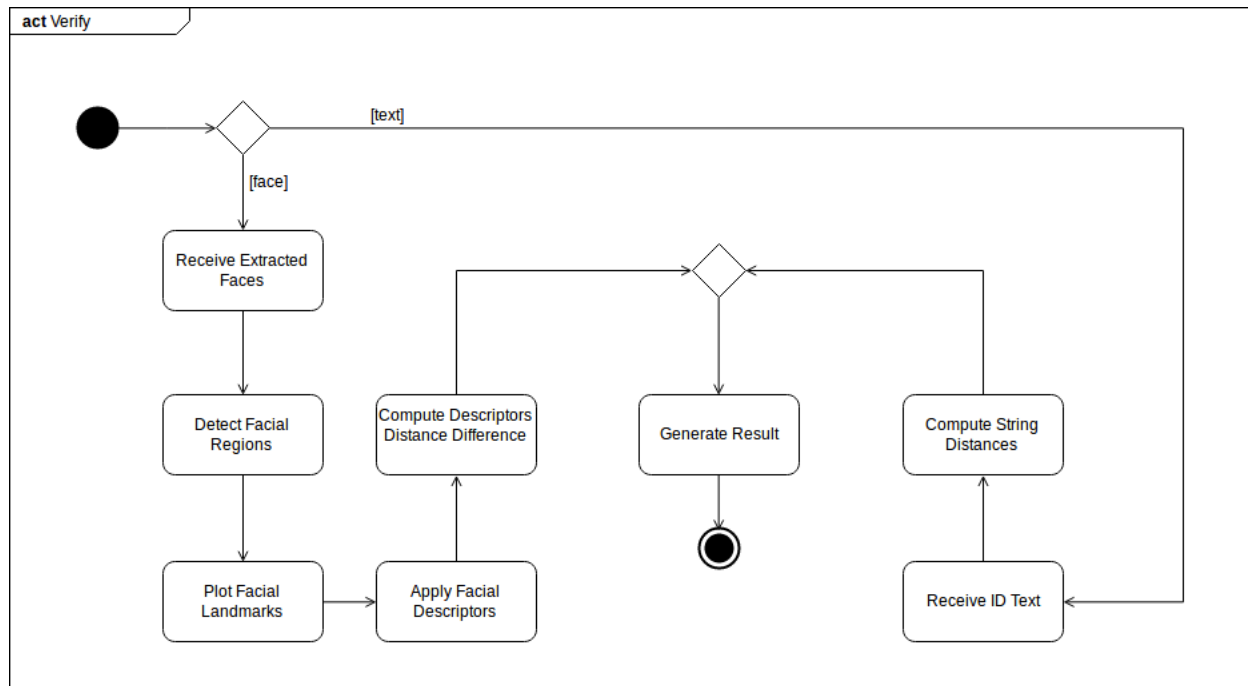 act Verify
[text]
[face]
Receive Extracted
Faces
Detect Facial
Regions
Compute Descriptors
Distance Difference
Generate Result
Compute String
Distances
Plot Facial
Landmarks
Apply Facial
Descriptors
Receive ID Text